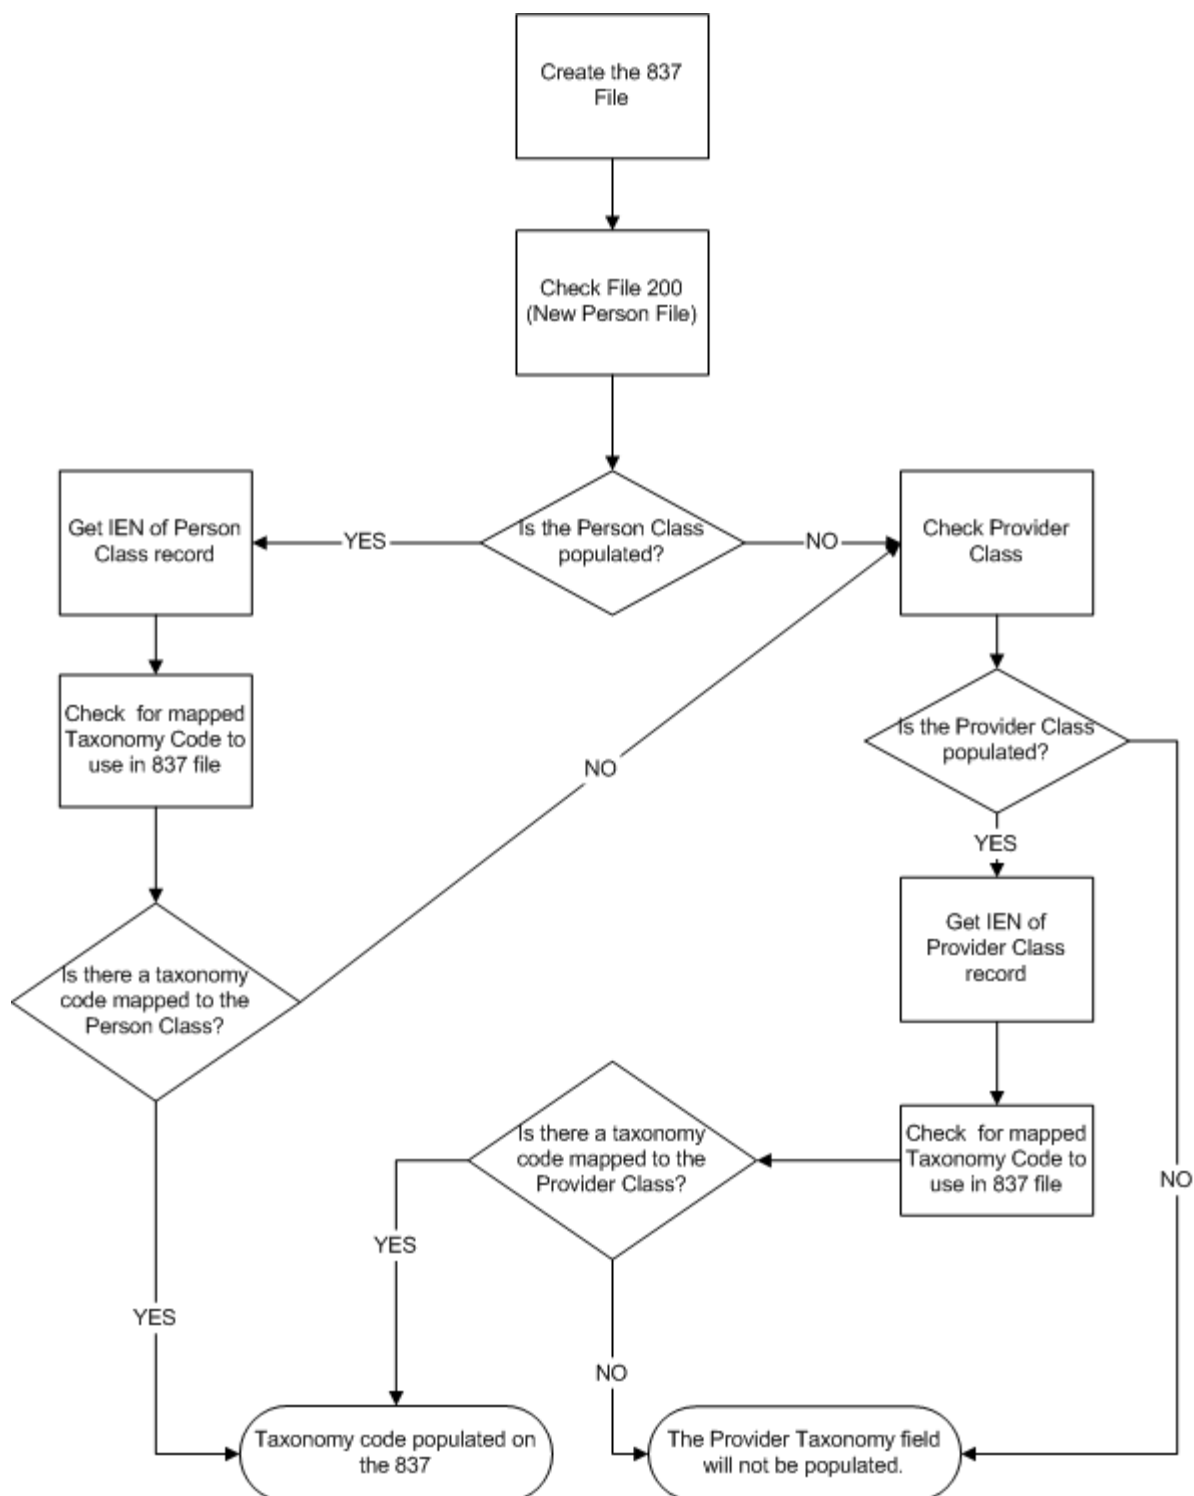 Create the 837
File
Check File 200
(New Person File)
Is the Person Class
populated?
YES
NO
Get IEN of Person
Class record
Check Provider
Class
Check  for mapped
Taxonomy Code to
use in 837 file
Is the Provider Class
populated?
NO
YES
Get IEN of
Provider Class
record
Is there a taxonomy
code mapped to the
Person Class?
Check  for mapped
Taxonomy Code to
use in 837 file
Is there a taxonomy
code mapped to the
Provider Class?
NO
YES
YES
NO
Taxonomy code populated on
the 837
The Provider Taxonomy field
will not be populated.